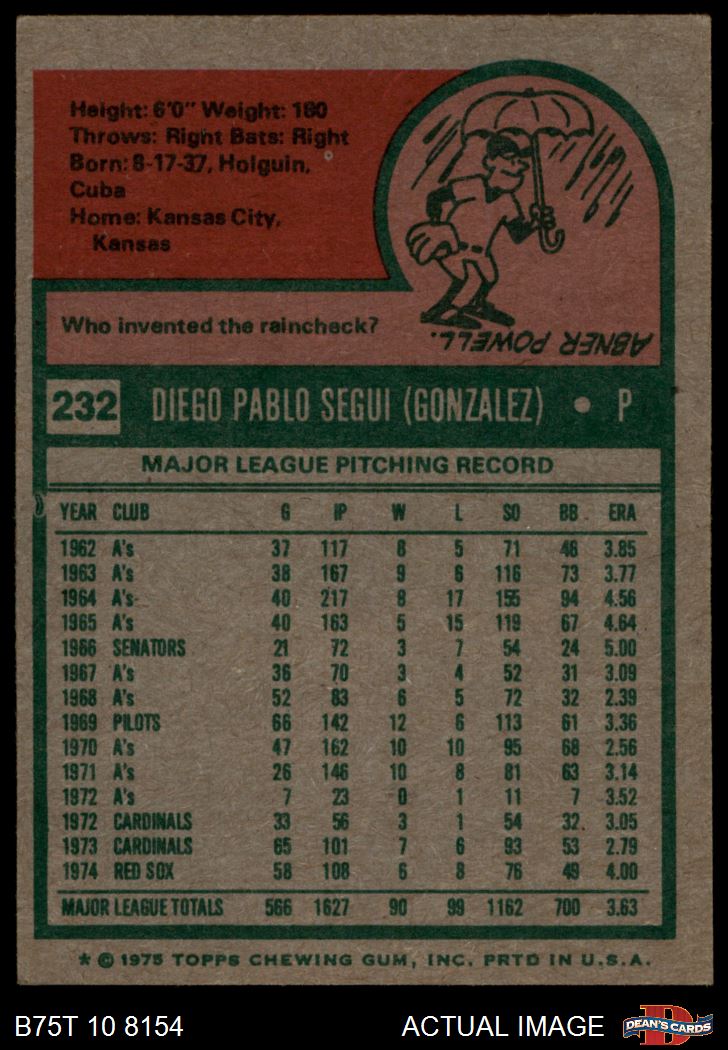 Height: 6'0" Weight: 180
Throws: Right Bats: Right
Born: 8-17-37, Holguin,
Cuba
Home: Kansas City,
Kansas
Who invented the raincheck?
ABNER POWELL.
232 DIEGO PABLO SEGUI (GONZALEZ) • P
MAJOR LEAGUE PITCHING RECORD
YEAR CLUB G IP W L SO BB ERA
1962 A's 37 117 8 5 71 46 3.85
1963 A's 38 167 9 6 116 73 3.77
1964 A's 40 217 8 17 155 94 4.56
1965 A's 40 163 5 15 119 67 4.64
1966 SENATORS 21 72 3 7 54 24 5.00
1967 A's 36 70 3 4 52 31 3.09
1968 A's 52 83 6 5 72 32 2.39
1969 PILOTS 66 142 12 6 113 61 3.36
1970 A's 47 162 10 10 95 68 2.56
1971 A's 26 146 10 8 81 63 3.14
1972 A's 7 23 0 1 11 7 3.52
1972 CARDINALS 33 56 3 1 54 32 3.05
1973 CARDINALS 65 101 7 6 93 53 2.79
1974 RED SOX 58 108 6 8 76 49 4.00
MAJOR LEAGUE TOTALS 566 1627 90 99 1162 700 3.63
* © 1975 TOPPS CHEWING GUM, INC. PRTD IN U.S.A.
B75T 10 8154 ACTUAL IMAGE D DEAN'S CARDS